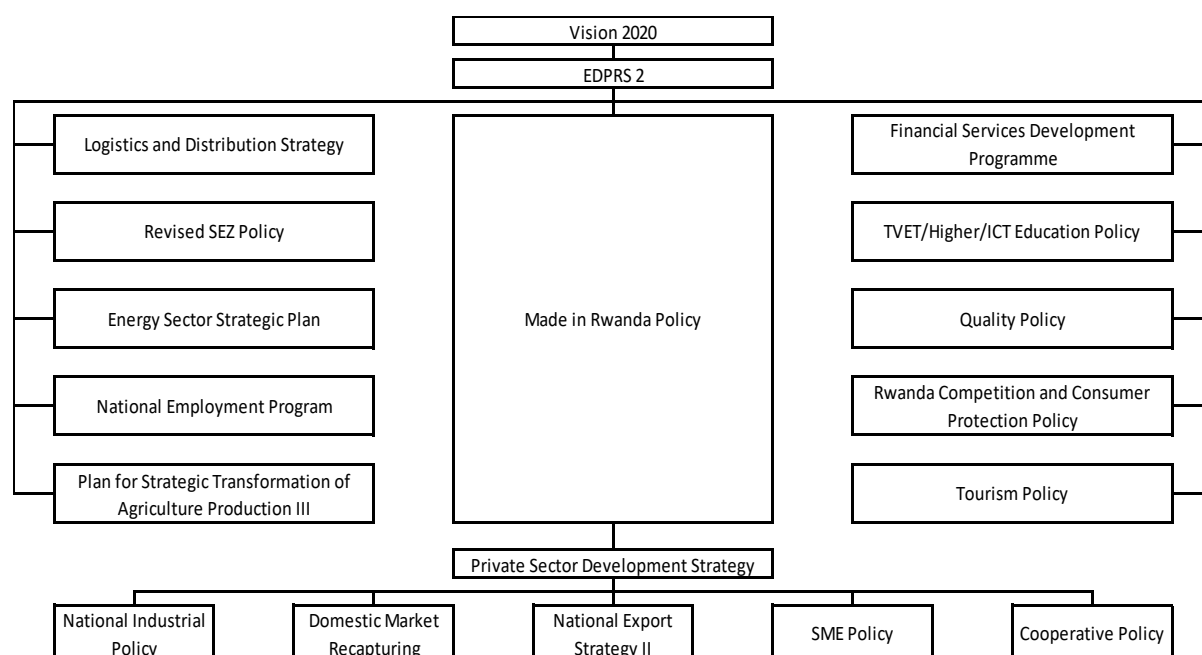 Vision 2020
EDPRS 2
Logistics and Distribution Strategy
Revised SEZ Policy
Energy Sector Strategic Plan
National Employment Program
Plan for Strategic Transformation of
Agriculture Production III
Made in Rwanda Policy
Financial Services Development
Programme
TVET/Higher/ICT Education Policy
Quality Policy
Rwanda Competition and Consumer
Protection Policy
Tourism Policy
Private Sector Development Strategy
National Industrial
Policy
Domestic Market
Recapturing
National Export
Strategy II
SME Policy
Cooperative Policy